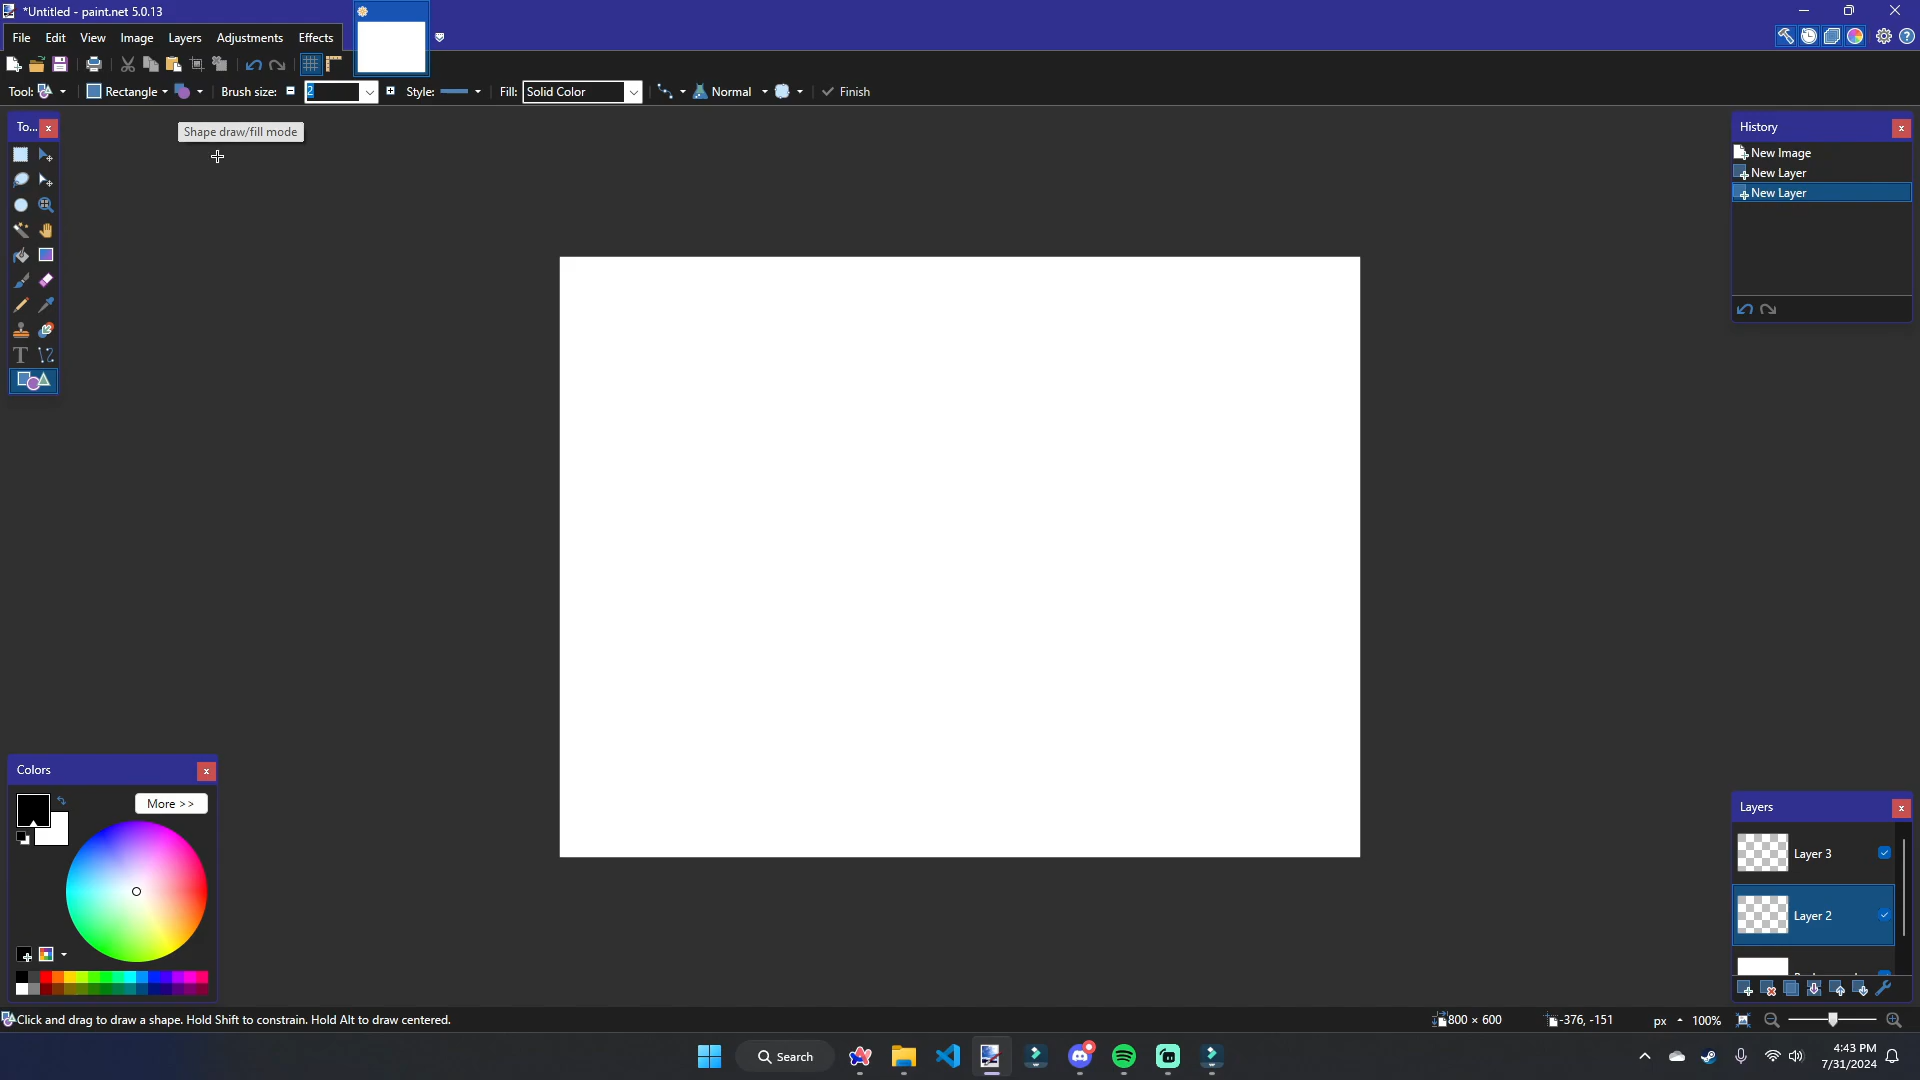 *Untitled - paint.net 5.0.13
File Edit View Image Layers Adjustments Effects
Tool: Rectangle Brush size: 2 Style: Fill: Solid Color Normal Finish
To...
Shape draw/fill mode
History
New Image
New Layer
New Layer
Colors
More >>
Layers
Layer 3
Layer 2
Click and drag to draw a shape. Hold Shift to constrain. Hold Alt to draw centered.
800 × 600 -376, -151 px 100%
Search
4:43 PM
7/31/2024